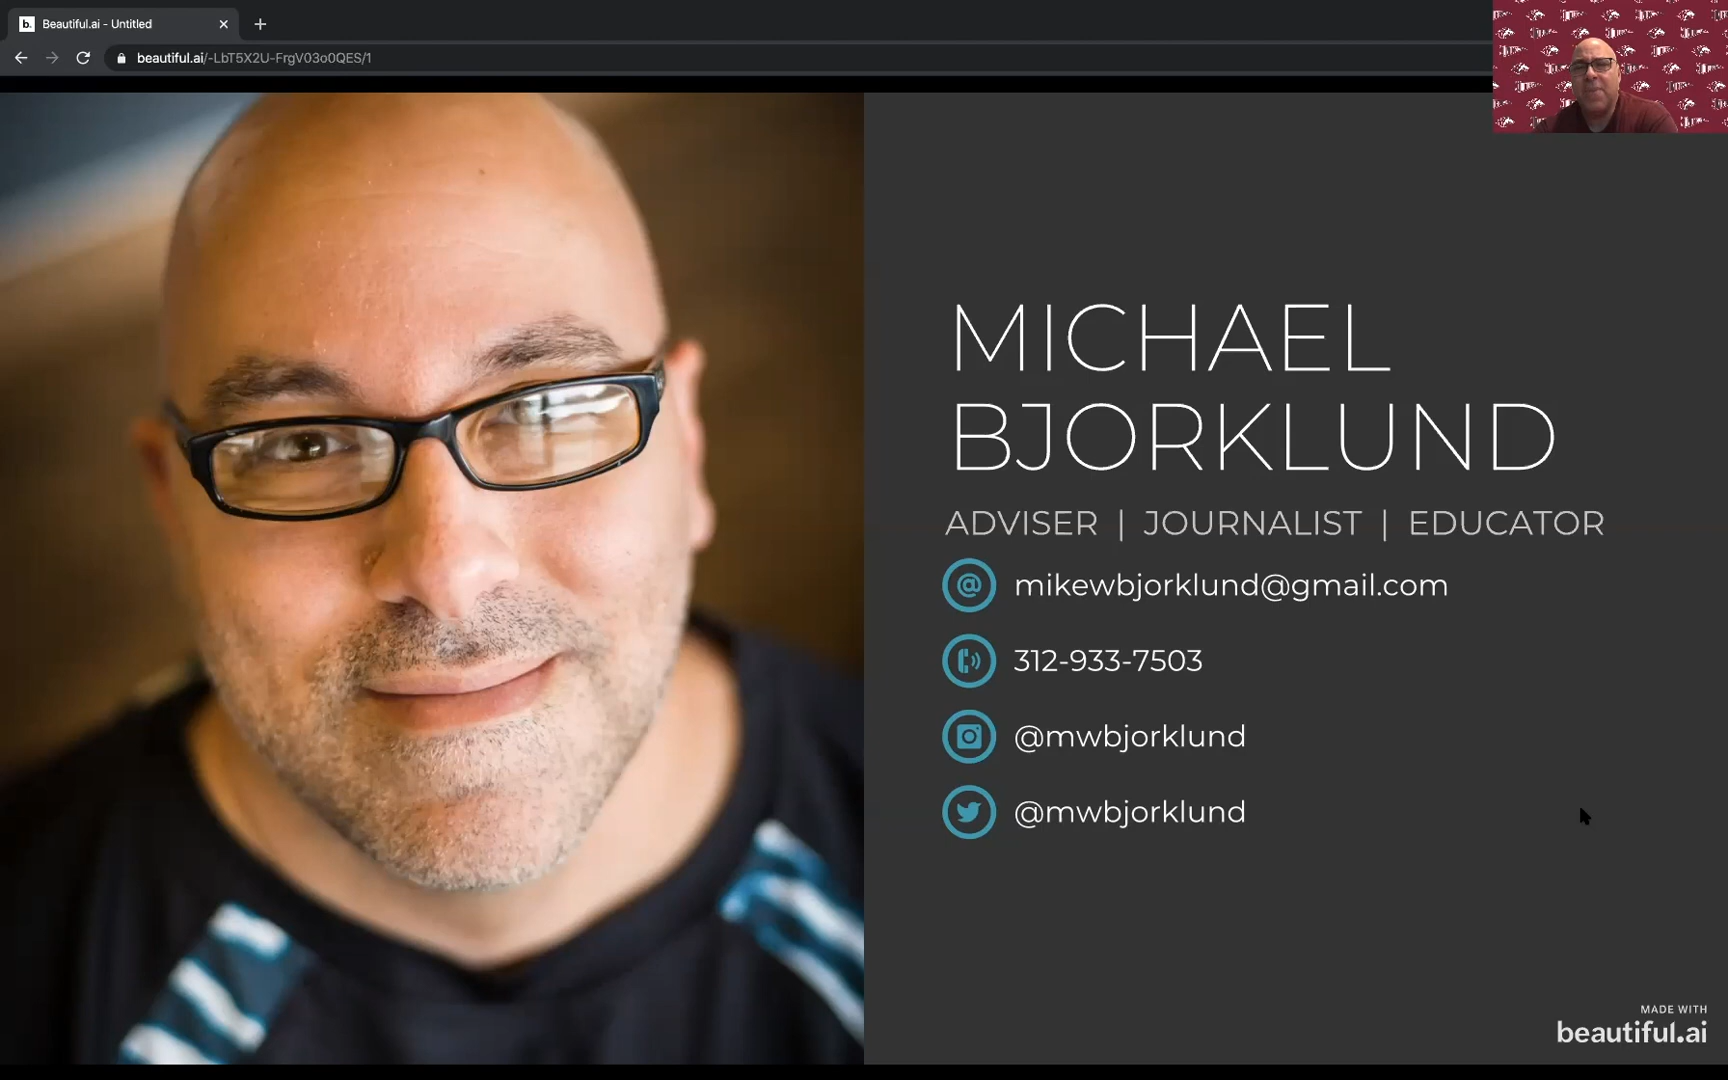 Beautiful.ai - Untitled
beautiful.ai/-LbT5X2U-FrgV03o0QES/1
MICHAEL
BJORKLUND
ADVISER | JOURNALIST | EDUCATOR
mikewbjorklund@gmail.com
312-933-7503
@mwbjorklund
@mwbjorklund
MADE WITH
beautiful.ai